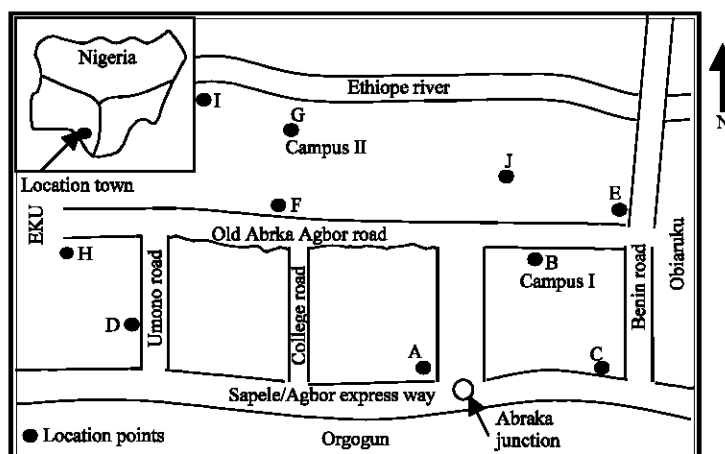 Nigeria
Location town
Ethiope river
N
I
G
Campus II
J
E
F
EKU
Old Abrka Agbor road
H
Umono road
College road
B
Campus I
Benin road
Obiaruku
D
A
C
Sapele/Agbor express way
Abraka
junction
Location points
Orgogun